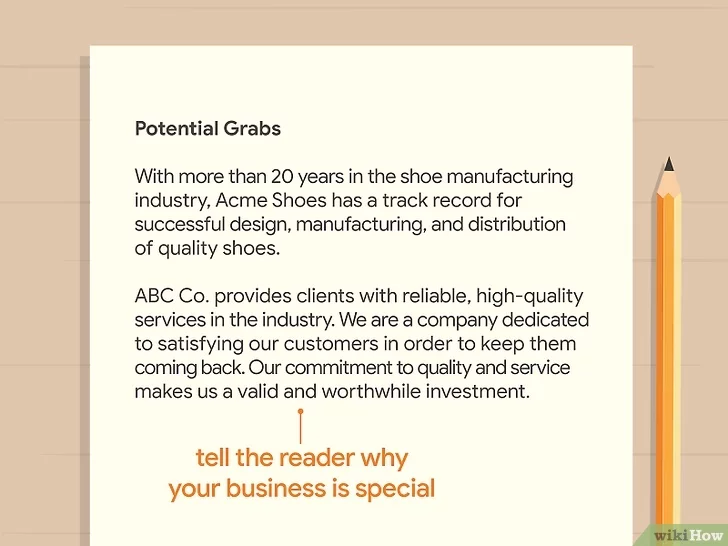 Potential Grabs
With more than 20 years in the shoe manufacturing
industry, Acme Shoes has a track record for
successful design, manufacturing, and distribution
of quality shoes.
ABC Co. provides clients with reliable, high-quality
services in the industry. We are a company dedicated
to satisfying our customers in order to keep them
coming back. Our commitment to quality and service
makes us a valid and worthwhile investment.
tell the reader why
your business is special
wikiHow